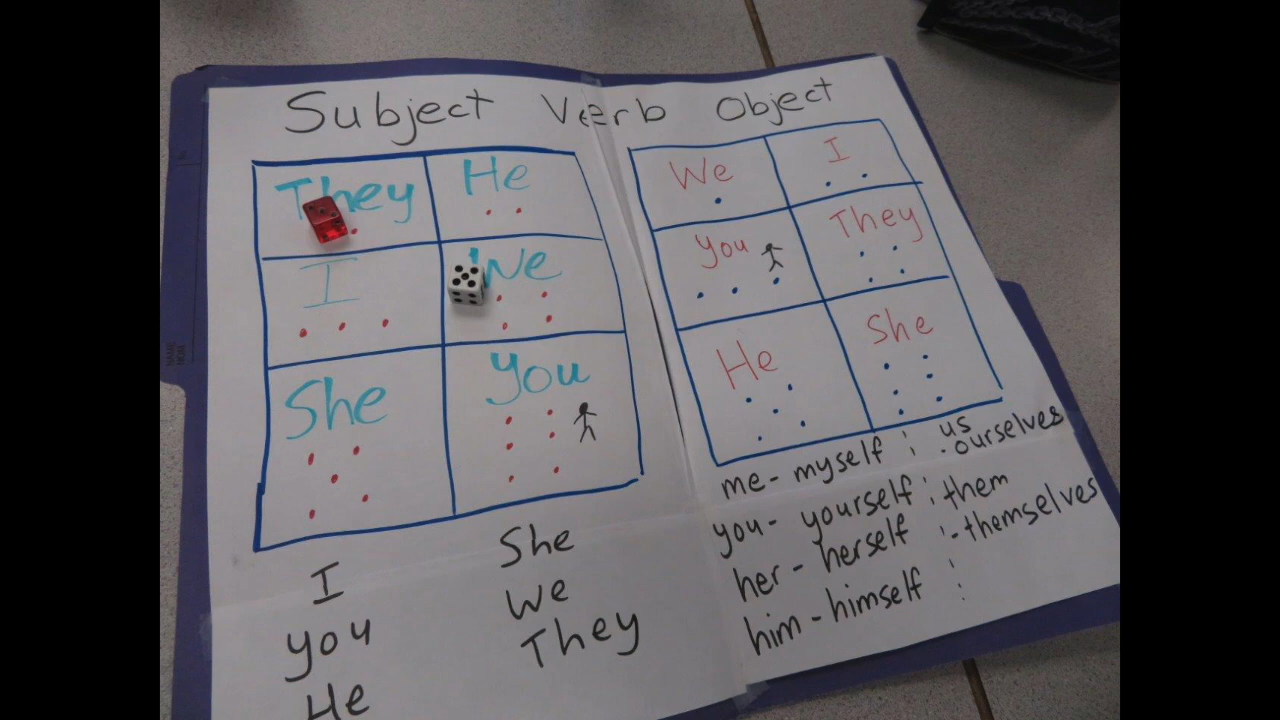 Subject Verb Object
They He
I We
She You
We I
You They
He She
I
you
He
She
We
They
me - myself : us - ourselves
you - yourself : them - themselves
her - herself :
him - himself :